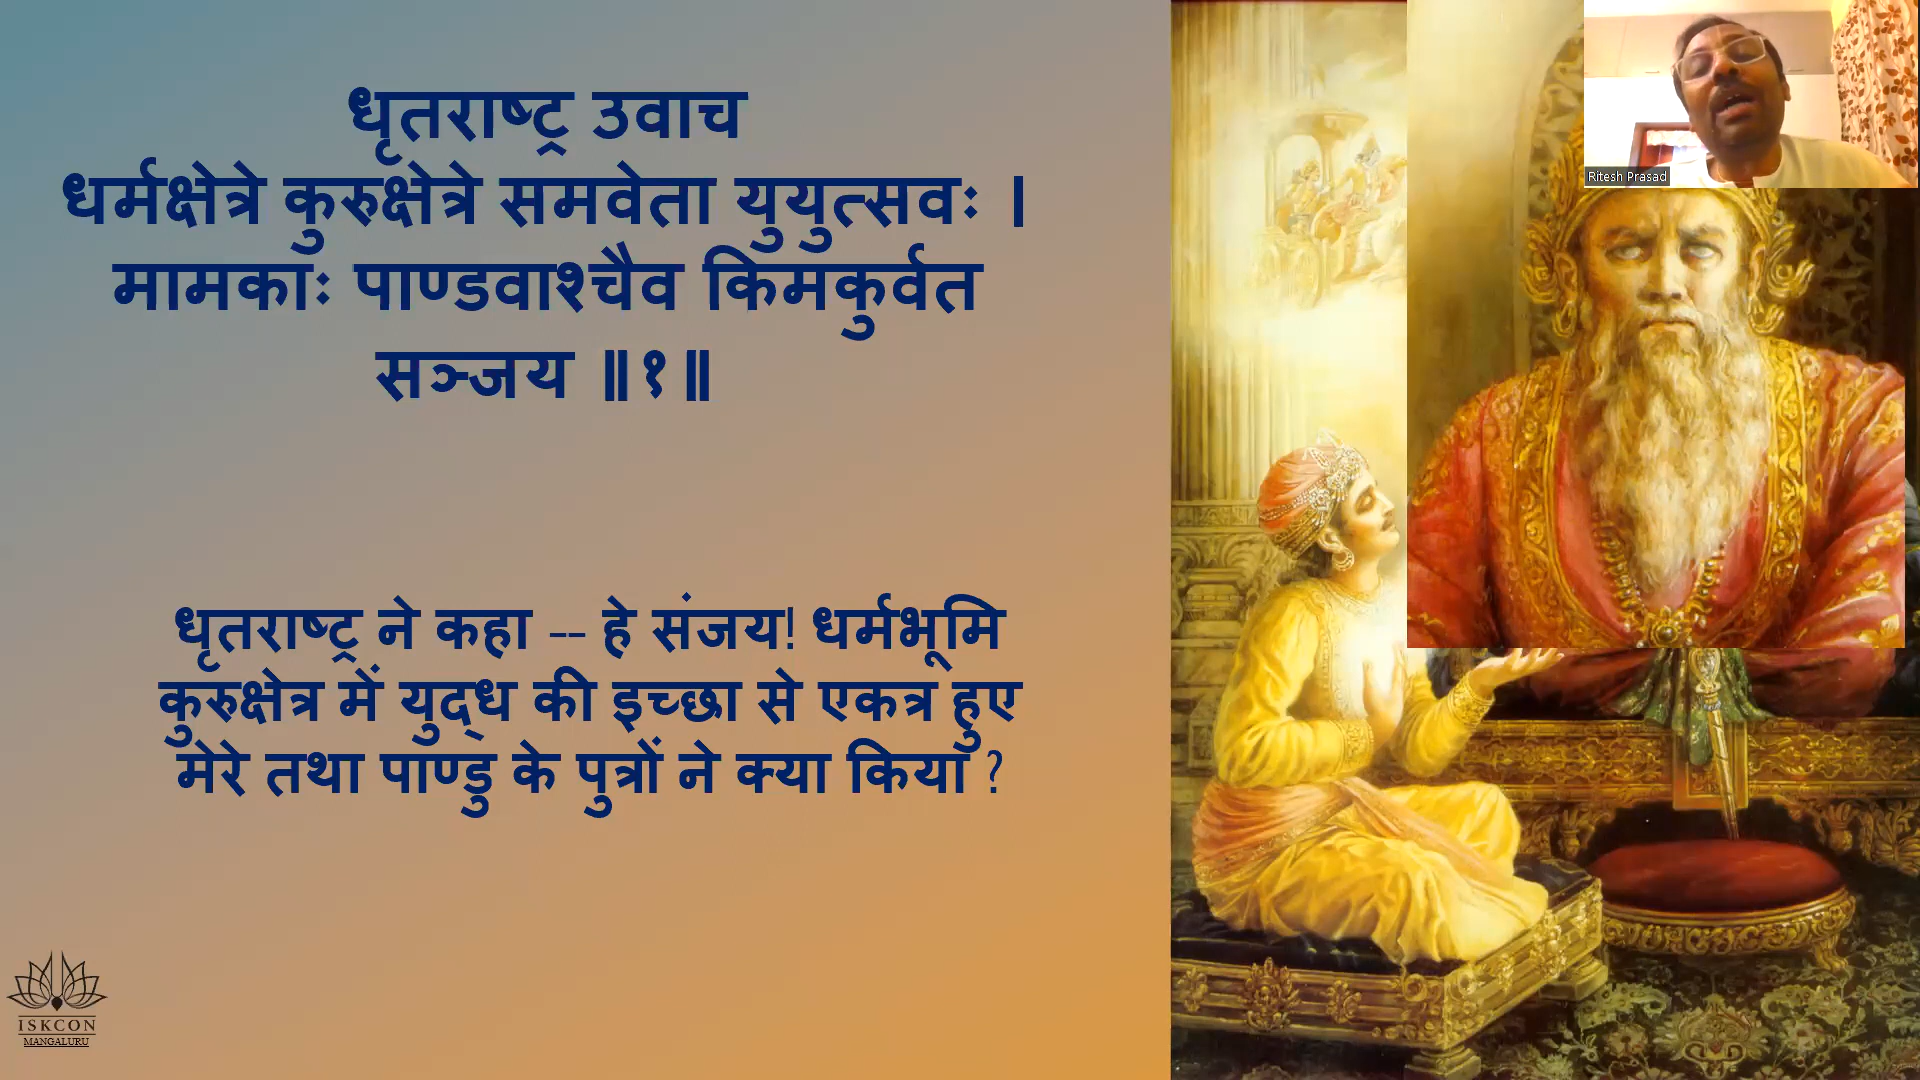 धृतराष्ट्र उवाच
धर्मक्षेत्रे कुरुक्षेत्रे समवेता युयुत्सवः ।
मामकाः पाण्डवाश्चैव किमकुर्वत
सञ्जय ॥१॥
धृतराष्ट्र ने कहा -- हे संजय! धर्मभूमि
कुरुक्षेत्र में युद्ध की इच्छा से एकत्र हुए
मेरे तथा पाण्डु के पुत्रों ने क्या किया ?
Ritesh Prasad
ISKCON
MANGALURU